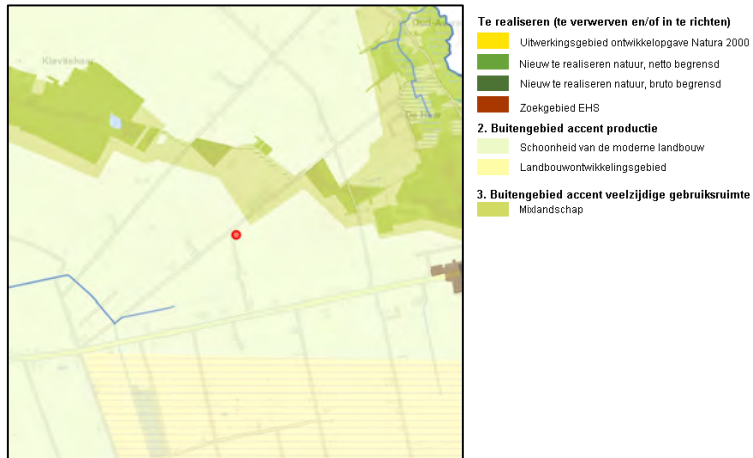 Kievitshaar
De Haar
Te realiseren (te verwerven en/of in te richten)
Uitwerkingsgebied ontwikkelopgave Natura 2000
Nieuw te realiseren natuur, netto begrensd
Nieuw te realiseren natuur, bruto begrensd
Zoekgebied EHS
2. Buitengebied accent productie
Schoonheid van de moderne landbouw
Landbouwontwikkelingsgebied
3. Buitengebied accent veelzijdige gebruiksruimte
Mixlandschap